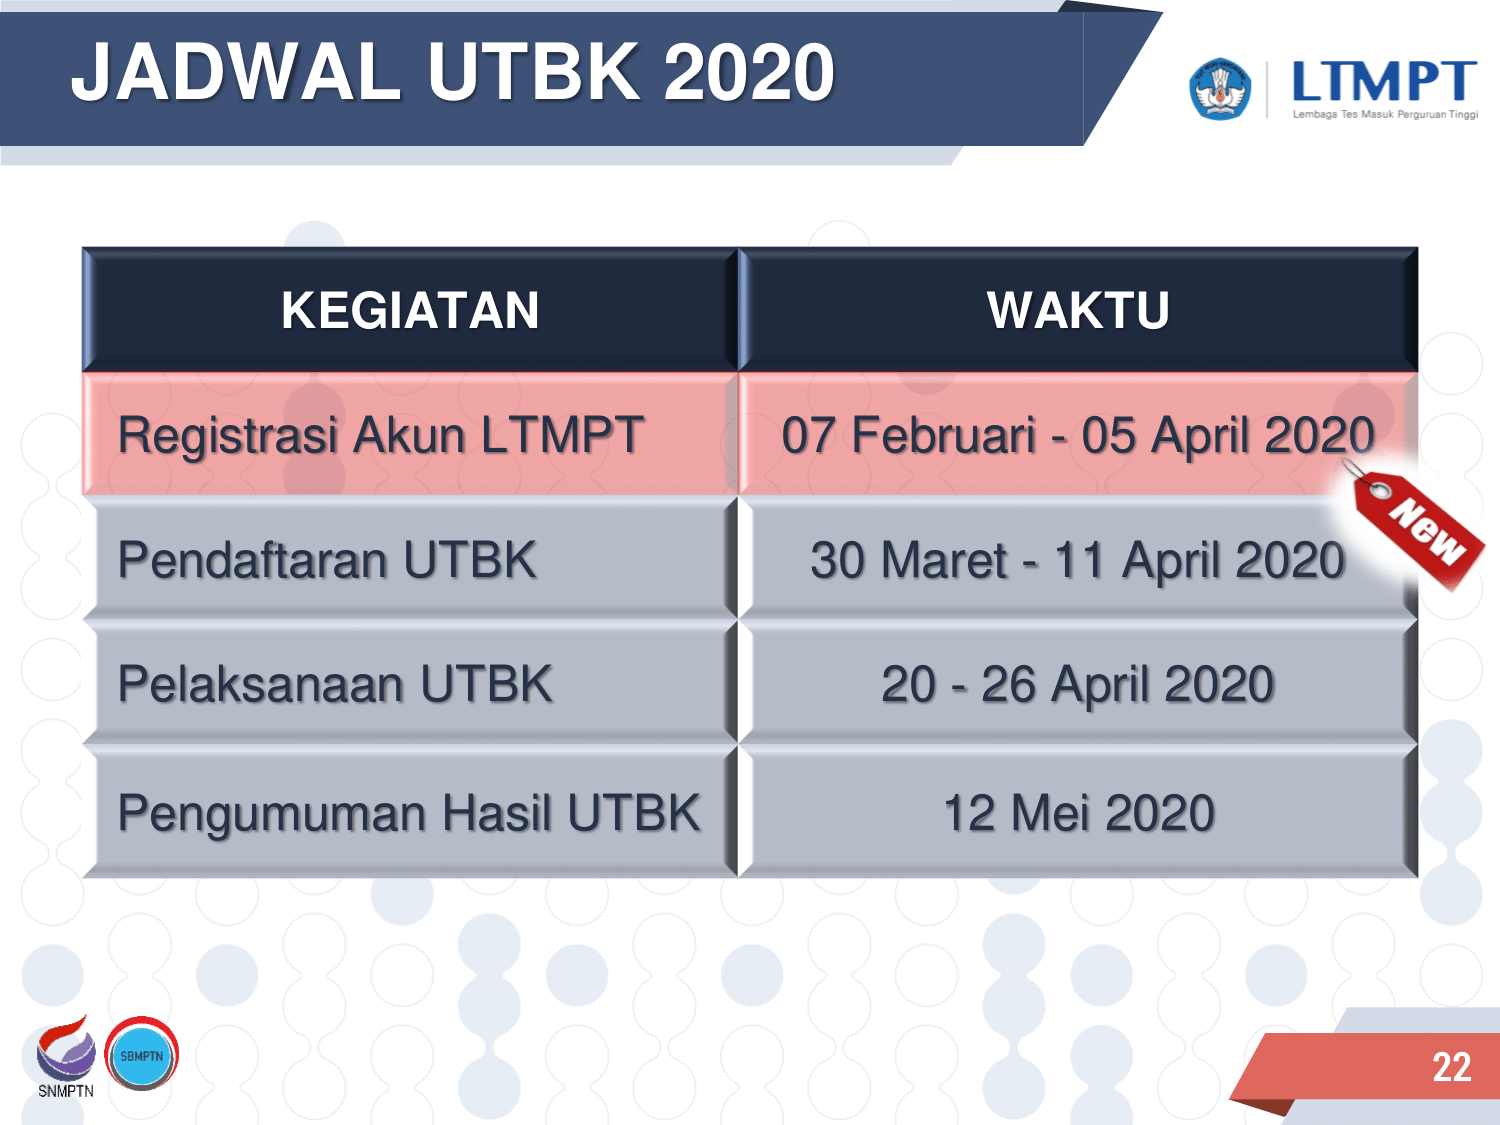 JADWAL UTBK 2020
LTMPT
Lembaga Tes Masuk Perguruan Tinggi
KEGIATAN WAKTU
Registrasi Akun LTMPT 07 Februari - 05 April 2020
New
Pendaftaran UTBK 30 Maret - 11 April 2020
Pelaksanaan UTBK 20 - 26 April 2020
Pengumuman Hasil UTBK 12 Mei 2020
SNMPTN
SBMPTN
22